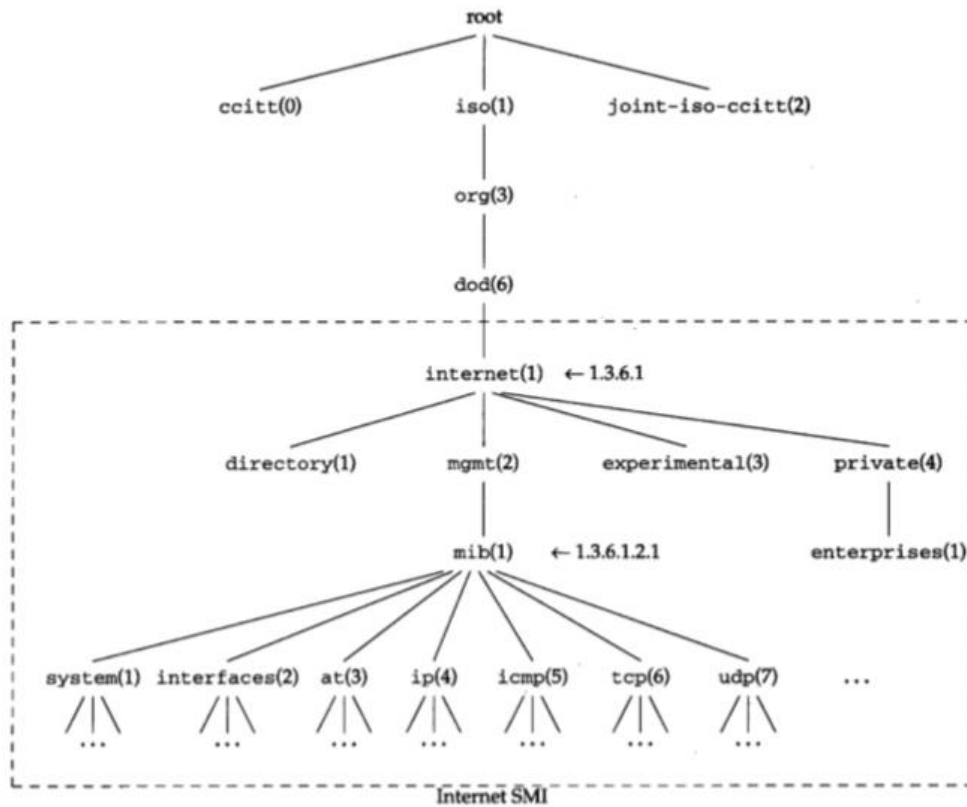 root
ccitt(0) iso(1) joint-iso-ccitt(2)
org(3)
dod(6)
internet(1) ← 1.3.6.1
directory(1) mgmt(2) experimental(3) private(4)
mib(1) ← 1.3.6.1.2.1 enterprises(1)
system(1) interfaces(2) at(3) ip(4) icmp(5) tcp(6) udp(7) ...
... ... ... ... ... ... ...
Internet SMI